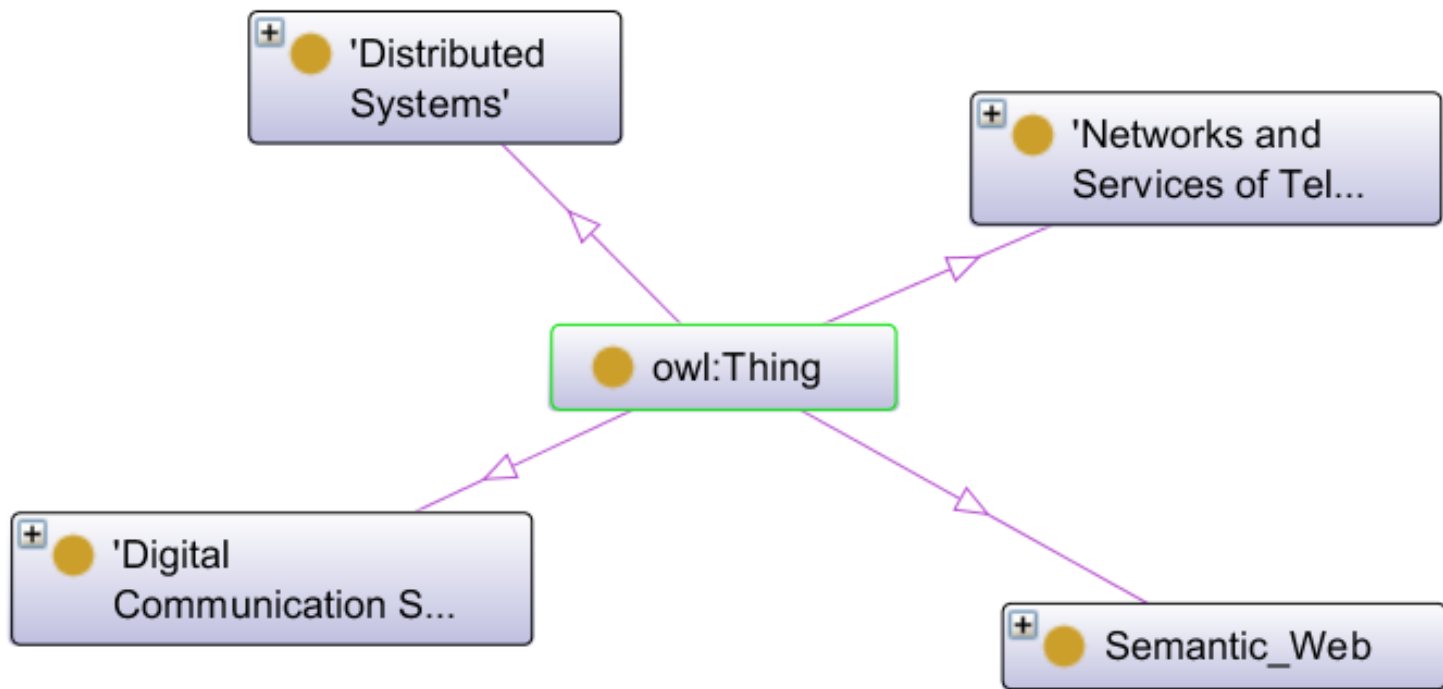 'Distributed
Systems'
'Networks and
Services of Tel...
owl:Thing
'Digital
Communication S...
Semantic_Web